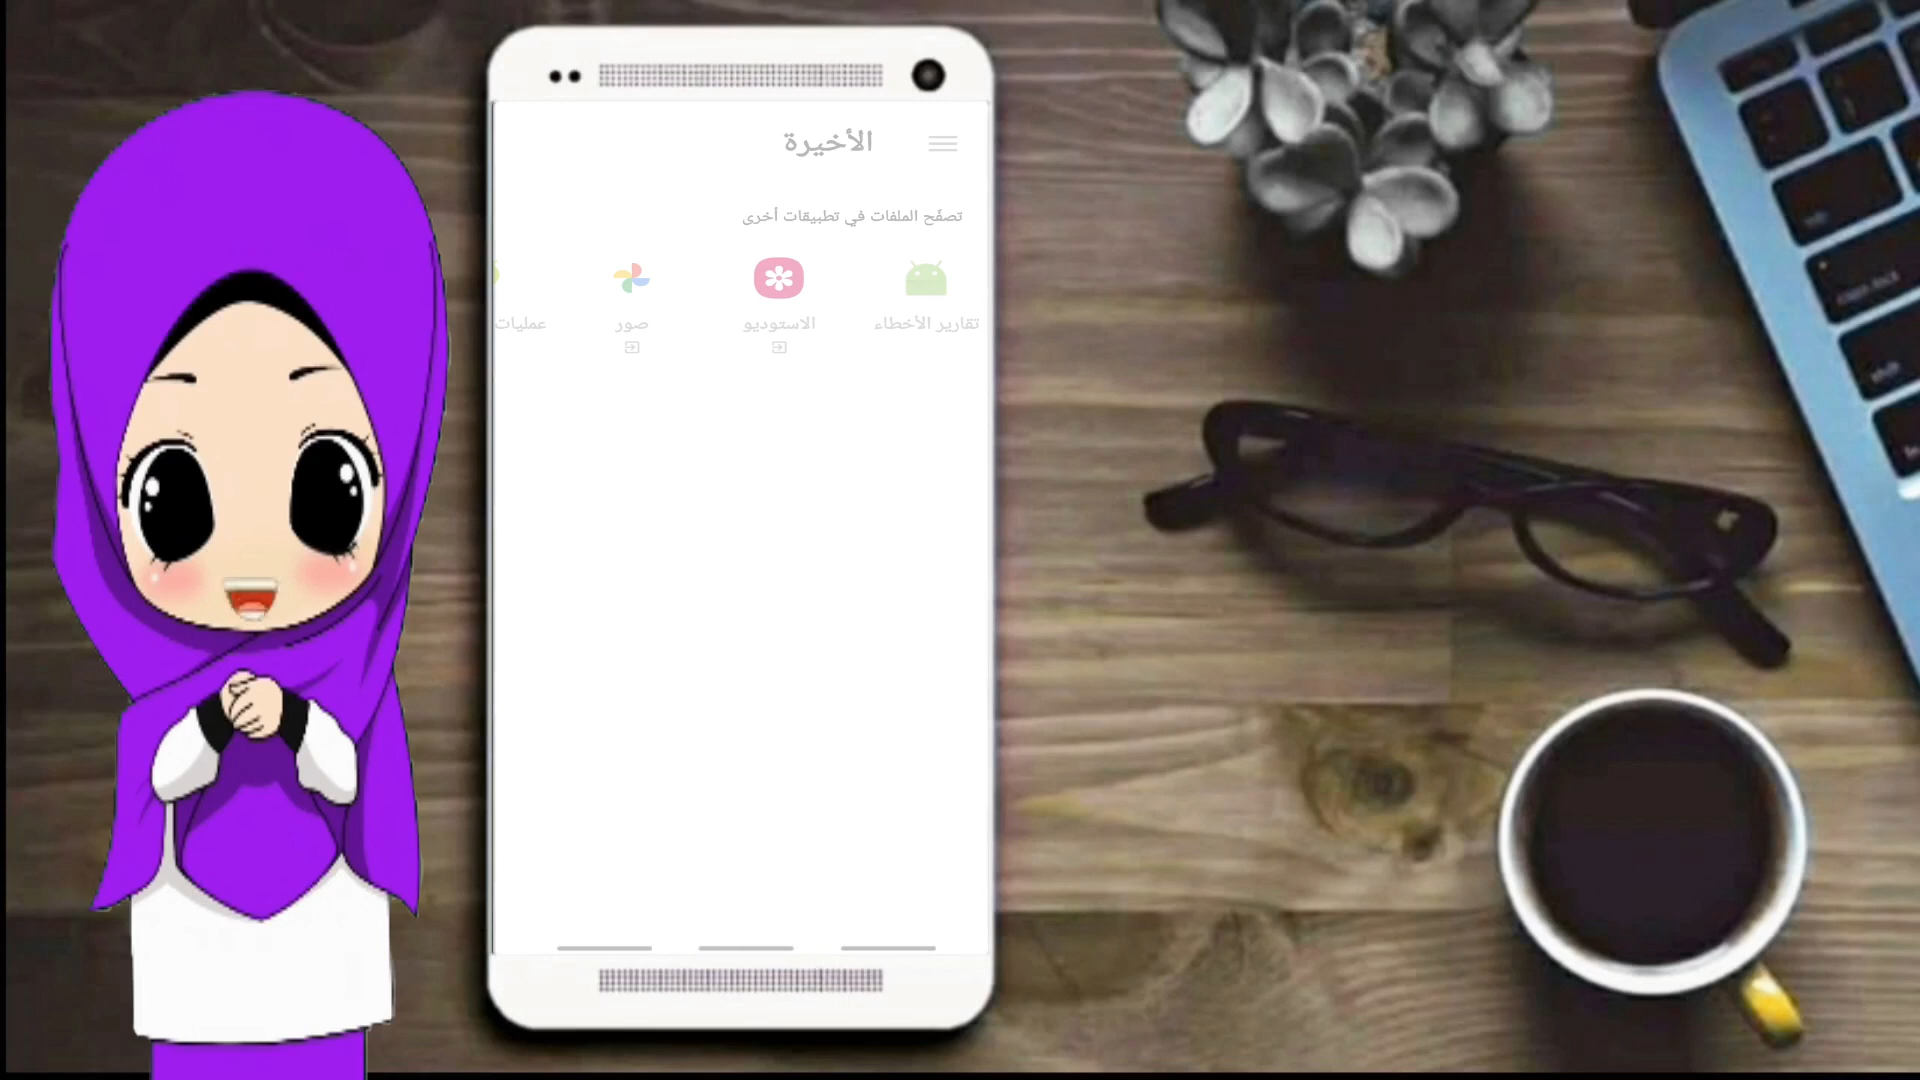 الأخيرة
تصفّح الملفات في تطبيقات أخرى
تقارير الأخطاء
الاستوديو
صور
عمليات